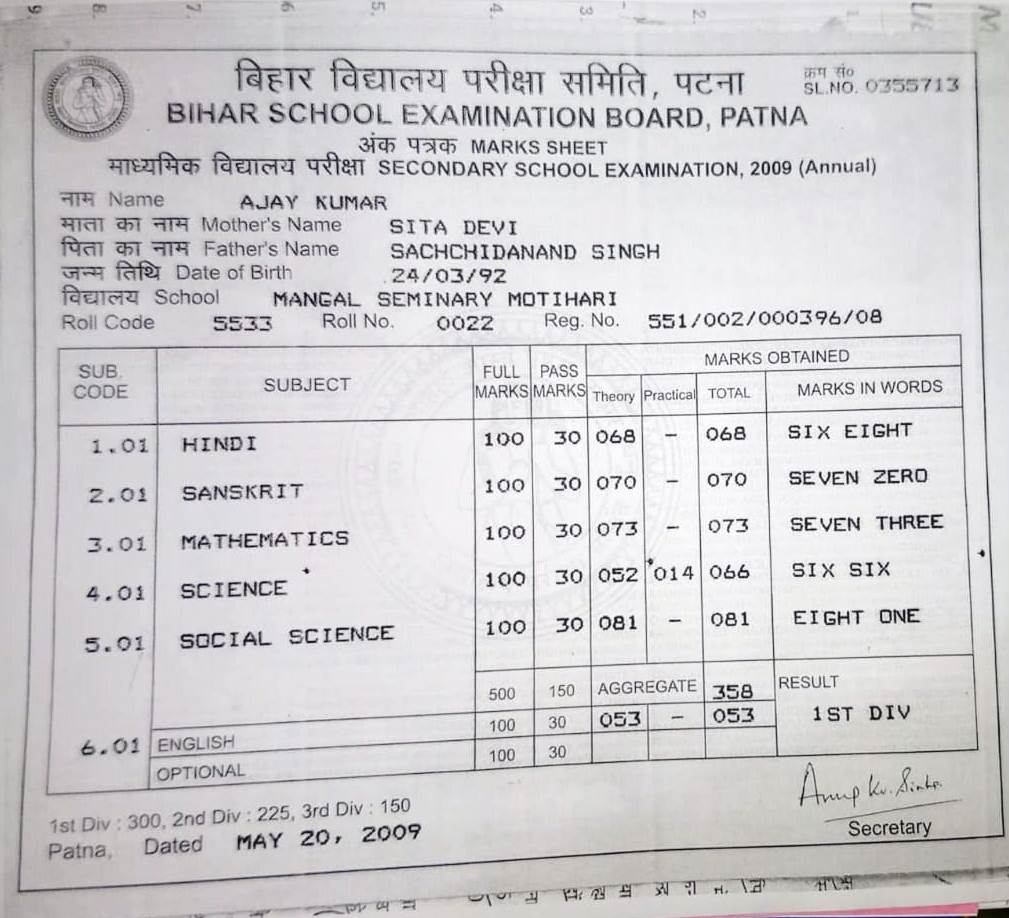 बिहार विद्यालय परीक्षा समिति, पटना
क्रम सं०
SL.NO. 0355713
BIHAR SCHOOL EXAMINATION BOARD, PATNA
अंक पत्रक MARKS SHEET
माध्यमिक विद्यालय परीक्षा SECONDARY SCHOOL EXAMINATION, 2009 (Annual)
नाम Name AJAY KUMAR
माता का नाम Mother's Name SITA DEVI
पिता का नाम Father's Name SACHCHIDANAND SINGH
जन्म तिथि Date of Birth 24/03/92
विद्यालय School MANGAL SEMINARY MOTIHARI
Roll Code 5533 Roll No. 0022 Reg. No. 551/002/000396/08
SUB. CODE SUBJECT FULL MARKS PASS MARKS MARKS OBTAINED
Theory Practical TOTAL MARKS IN WORDS
1.01 HINDI 100 30 068 - 068 SIX EIGHT
2.01 SANSKRIT 100 30 070 - 070 SEVEN ZERO
3.01 MATHEMATICS 100 30 073 - 073 SEVEN THREE
4.01 SCIENCE 100 30 052 014 066 SIX SIX
5.01 SOCIAL SCIENCE 100 30 081 - 081 EIGHT ONE
500 150 AGGREGATE 358 RESULT
6.01 ENGLISH 100 30 053 - 053 1ST DIV
OPTIONAL 100 30
1st Div : 300, 2nd Div : 225, 3rd Div : 150
Patna, Dated MAY 20, 2009
Anup Kr. Sinha
Secretary